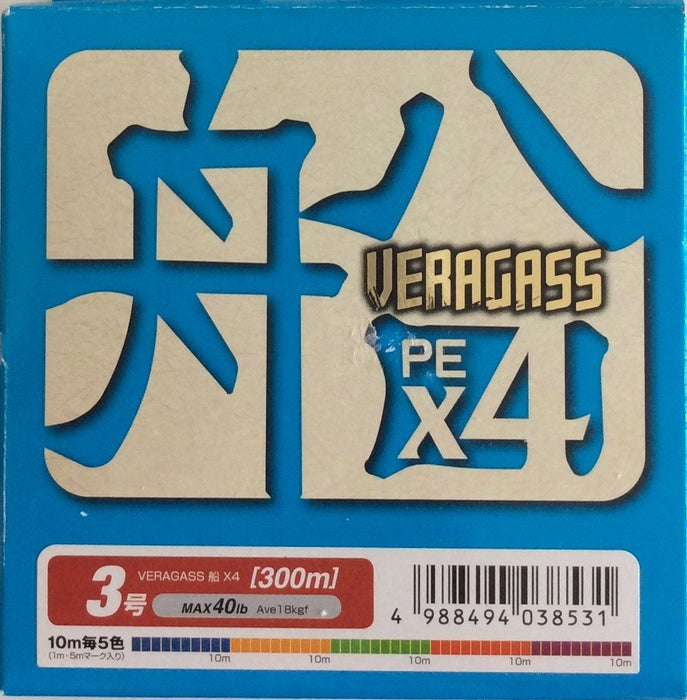 船
VERAGASS
PE
X4
VERAGASS 船 X4 [300m]
3号
MAX40lb Ave18kgf
10m毎5色
(1m・5mマーク入り)
10m 10m 10m 10m 10m
4 988494 038531